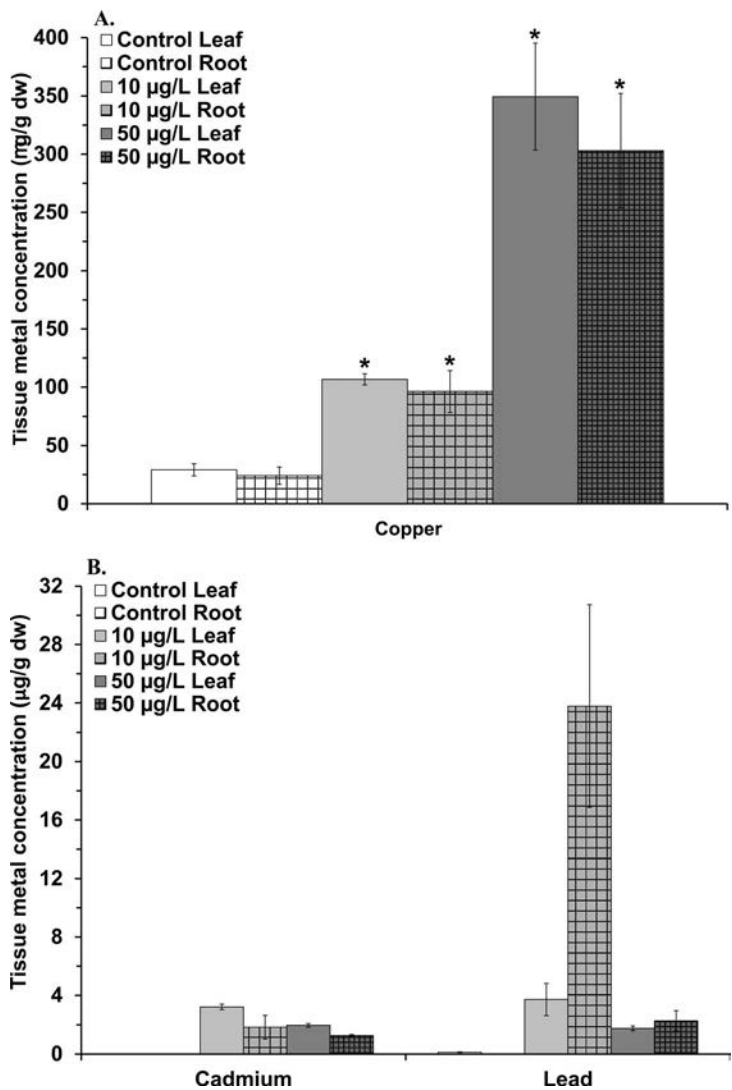 A.
Control Leaf
Control Root
10 µg/L Leaf
10 µg/L Root
50 µg/L Leaf
50 µg/L Root
Tissue metal concentration (mg/g dw)
400
350
300
250
200
150
100
50
0
* * * *
Copper
B.
Control Leaf
Control Root
10 µg/L Leaf
10 µg/L Root
50 µg/L Leaf
50 µg/L Root
Tissue metal concentration (µg/g dw)
32
28
24
20
16
12
8
4
0
Cadmium Lead